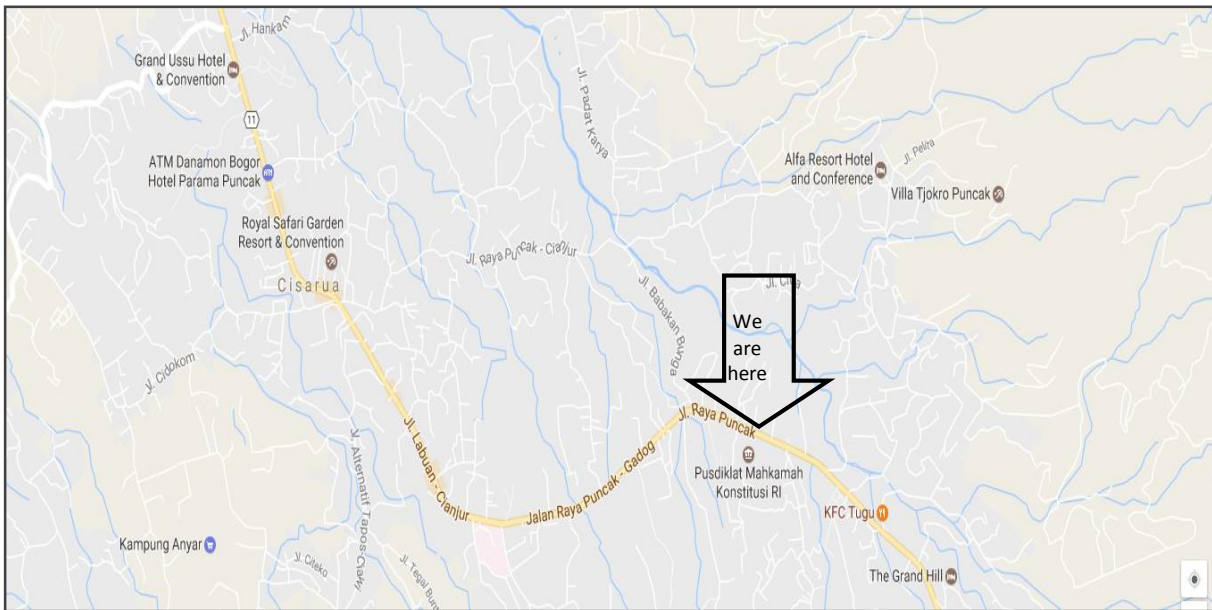 Jl. Hankam
Grand Ussu Hotel
& Convention
11
Jl. Padat Karya
ATM Danamon Bogor
Hotel Parama Puncak
Alfa Resort Hotel
and Conference
Jl. Pekra
Villa Tjokro Puncak
Royal Safari Garden
Resort & Convention
Jl. Raya Puncak - Cianjur
Cisarua
Jl. Babakan Bunga
We
are
here
Jl. Cidokom
Jl. Raya Puncak
Jl. Labuan - Cianjur
Jl. Alternatif Tapos-Ciawi
Pusdiklat Mahkamah
Konstitusi RI
Jalan Raya Puncak - Gadog
KFC Tugu
Kampung Anyar
Jl. Citeko
The Grand Hill